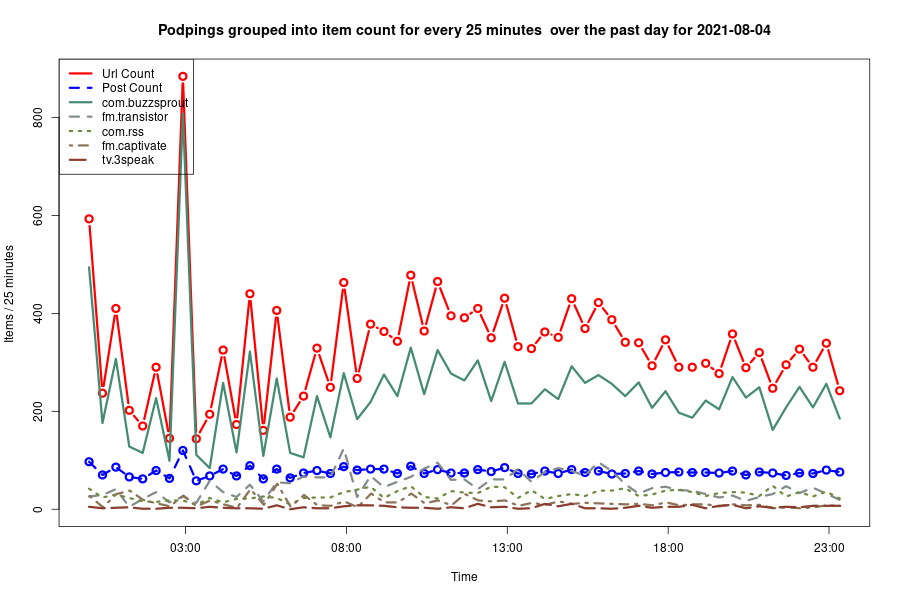 Podpings grouped into item count for every 25 minutes  over the past day for 2021-08-04
Url Count
Post Count
com.buzzsprout
fm.transistor
com.rss
fm.captivate
tv.3speak
Items / 25 minutes
800
600
400
200
0
03:00
08:00
13:00
18:00
23:00
Time